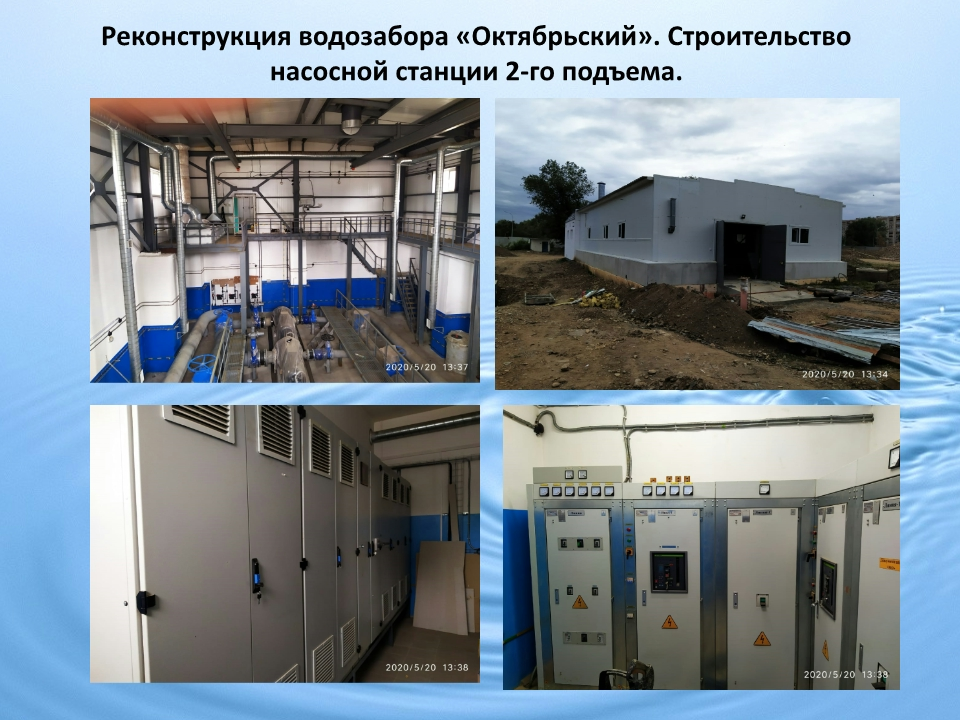 Реконструкция водозабора «Октябрьский». Строительство
насосной станции 2-го подъема.
2020/5/20 13:37
2020/5/20 13:34
2020/5/20 13:38
2020/5/20 13:38